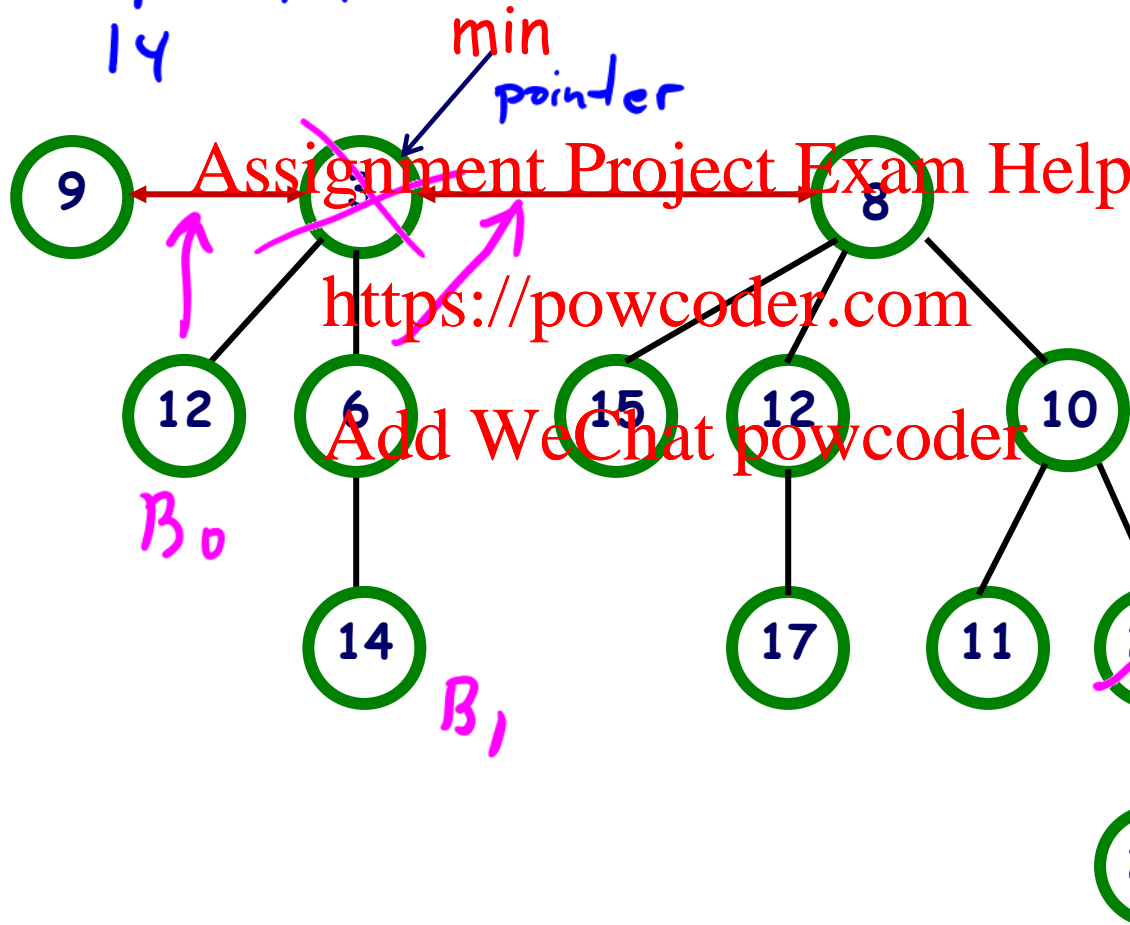 14
min
pointer
9
Assignment Project Exam Help
8
https://powcoder.com
12 6 15 12 10
Add WeChat powcoder
B0
14 17 11
B1